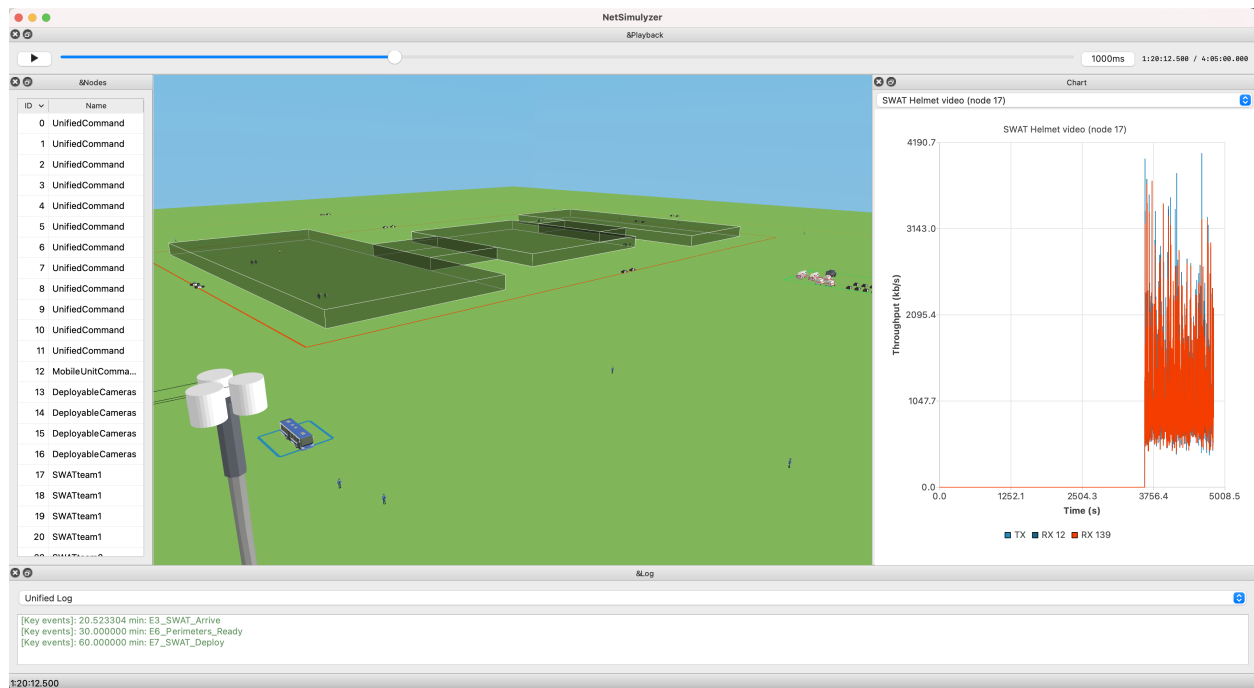 NetSimulyzer
&Playback
1000ms
1:20:12.500 / 4:05:00.000
&Nodes
ID Name
0 UnifiedCommand
1 UnifiedCommand
2 UnifiedCommand
3 UnifiedCommand
4 UnifiedCommand
5 UnifiedCommand
6 UnifiedCommand
7 UnifiedCommand
8 UnifiedCommand
9 UnifiedCommand
10 UnifiedCommand
11 UnifiedCommand
12 MobileUnitComma...
13 DeployableCameras
14 DeployableCameras
15 DeployableCameras
16 DeployableCameras
17 SWATteam1
18 SWATteam1
19 SWATteam1
20 SWATteam1
Chart
SWAT Helmet video (node 17)
SWAT Helmet video (node 17)
4190.7
3143.0
2095.4
1047.7
0.0
Throughput (kb/s)
0.0 1252.1 2504.3 3756.4 5008.5
Time (s)
TX RX 12 RX 139
&Log
Unified Log
[Key events]: 20.523304 min: E3_SWAT_Arrive
[Key events]: 30.000000 min: E6_Perimeters_Ready
[Key events]: 60.000000 min: E7_SWAT_Deploy
1:20:12.500